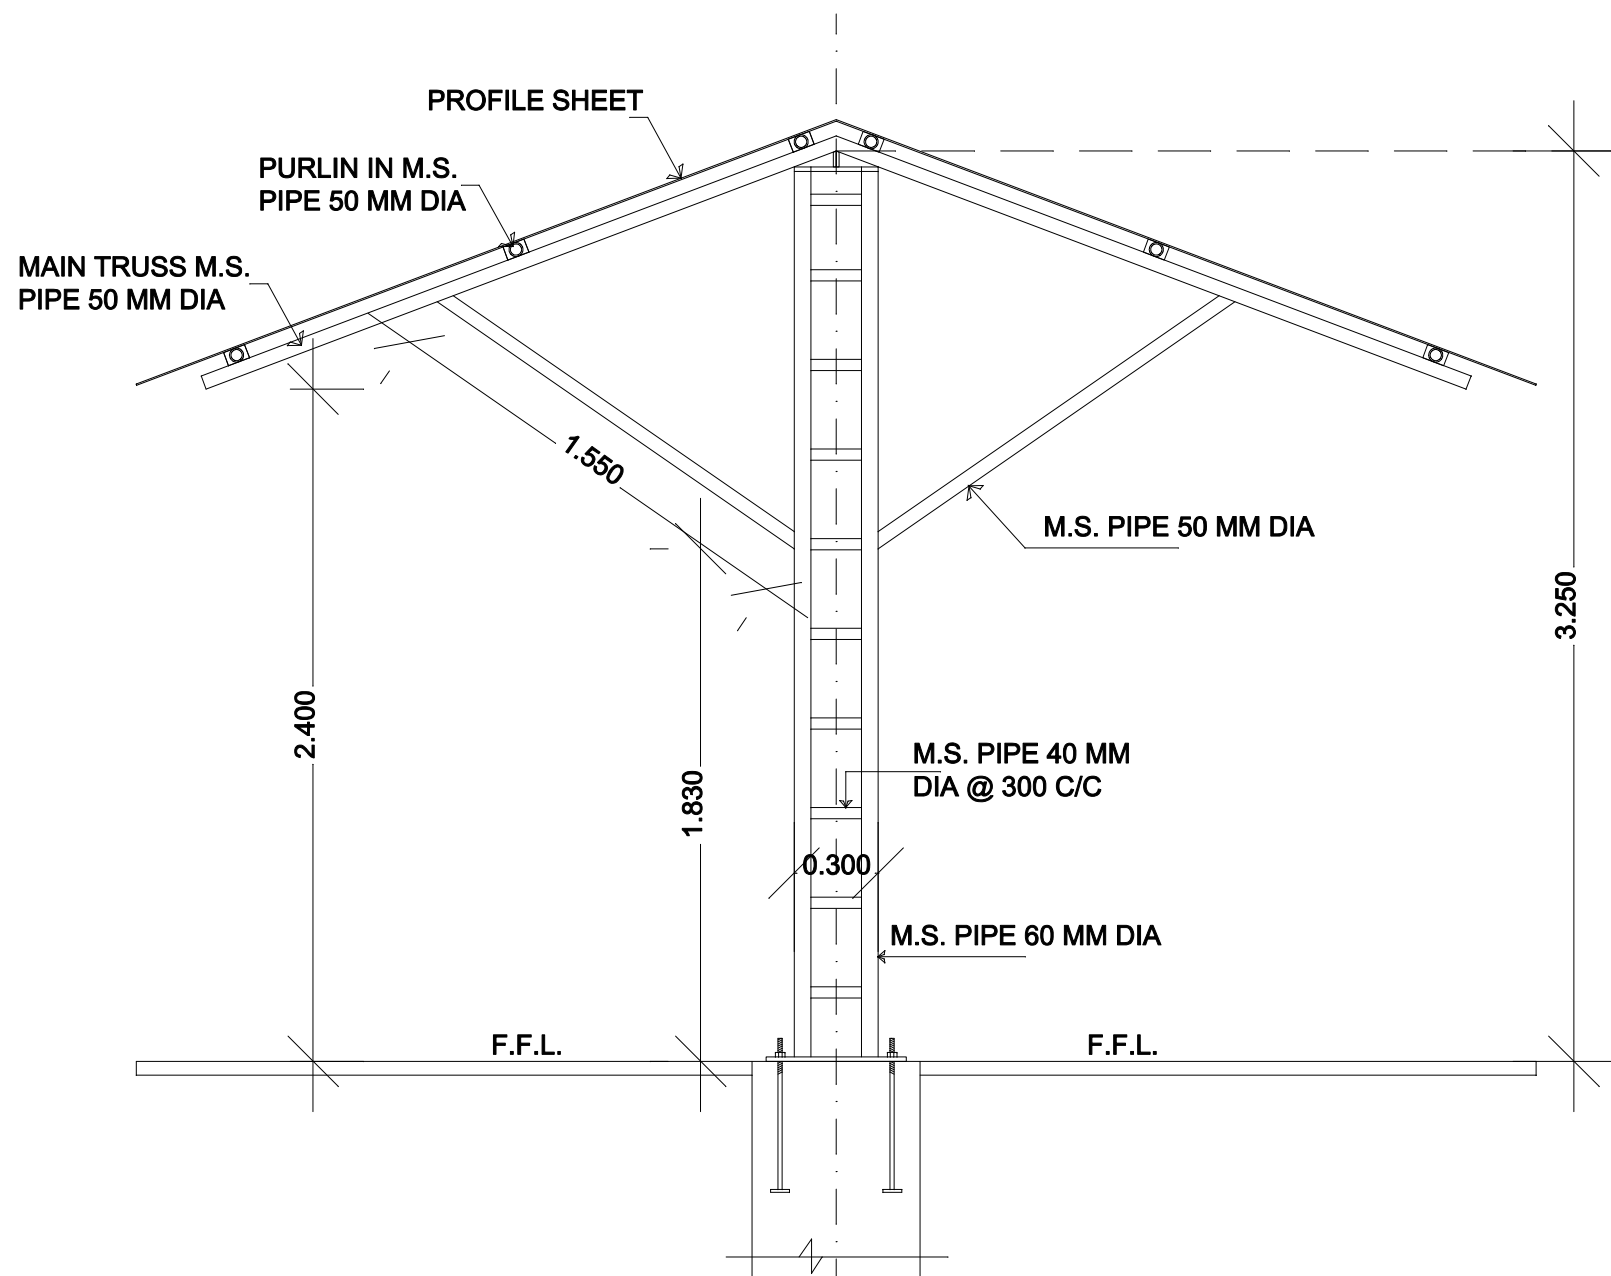 PROFILE SHEET
PURLIN IN M.S.
PIPE 50 MM DIA
MAIN TRUSS M.S.
PIPE 50 MM DIA
1.550
M.S. PIPE 50 MM DIA
3.250
2.400
1.830
M.S. PIPE 40 MM
DIA @ 300 C/C
0.300
M.S. PIPE 60 MM DIA
F.F.L.
F.F.L.